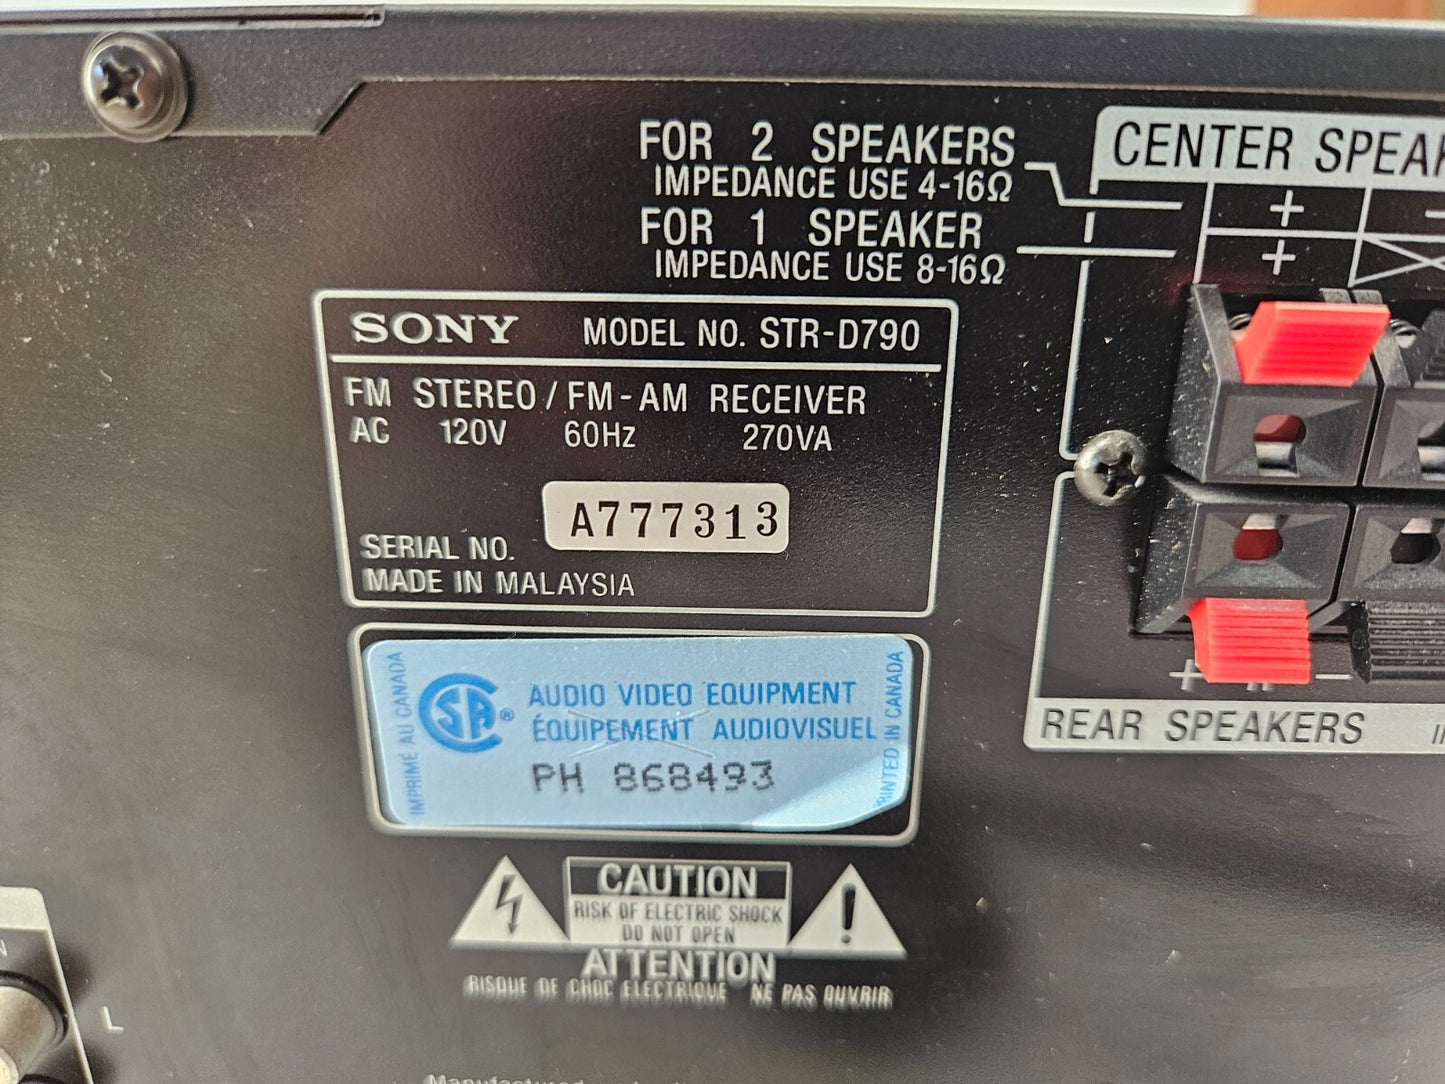 FOR 2 SPEAKERS
IMPEDANCE USE 4-16Ω
FOR 1 SPEAKER
IMPEDANCE USE 8-16Ω
CENTER
+ −
+
SONY MODEL NO. STR-D790
FM STEREO / FM-AM RECEIVER
AC 120V 60Hz 270VA
A777313
SERIAL NO.
MADE IN MALAYSIA
+ −
REAR SPEAKERS
IMPRIMÉ AU CANADA
SA® AUDIO VIDEO EQUIPMENT
ÉQUIPEMENT AUDIOVISUEL
PH 868493
PRINTED IN CANADA
CAUTION
RISK OF ELECTRIC SHOCK
DO NOT OPEN
ATTENTION
RISQUE DE CHOC ELECTRIQUE NE PAS OUVRIR
L